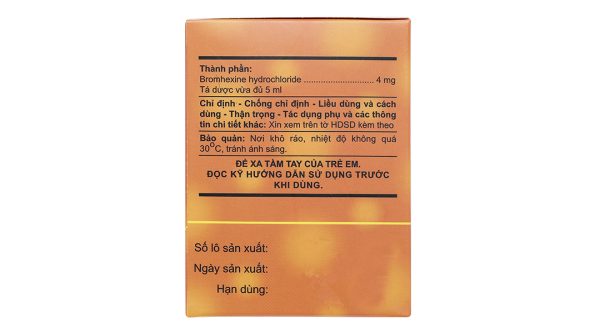 Thành phần:
Bromhexine hydrochloride ............................ 4 mg
Tá dược vừa đủ 5 ml
Chỉ định - Chống chỉ định - Liều dùng và cách
dùng - Thận trọng - Tác dụng phụ và các thông
tin chi tiết khác: Xin xem trên tờ HDSD kèm theo
Bảo quản: Nơi khô ráo, nhiệt độ không quá
30°C, tránh ánh sáng.
ĐỂ XA TẦM TAY CỦA TRẺ EM.
ĐỌC KỸ HƯỚNG DẪN SỬ DỤNG TRƯỚC
KHI DÙNG.
Số lô sản xuất:
Ngày sản xuất:
Hạn dùng: